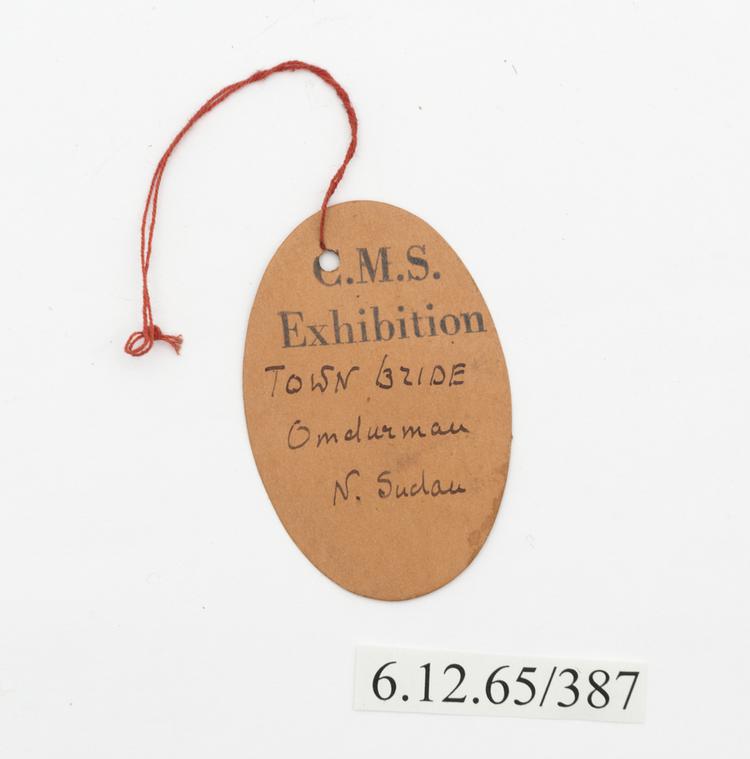 C.M.S.
Exhibition
TOWN BRIDE
Omdurman
N. Sudan
6.12.65/387